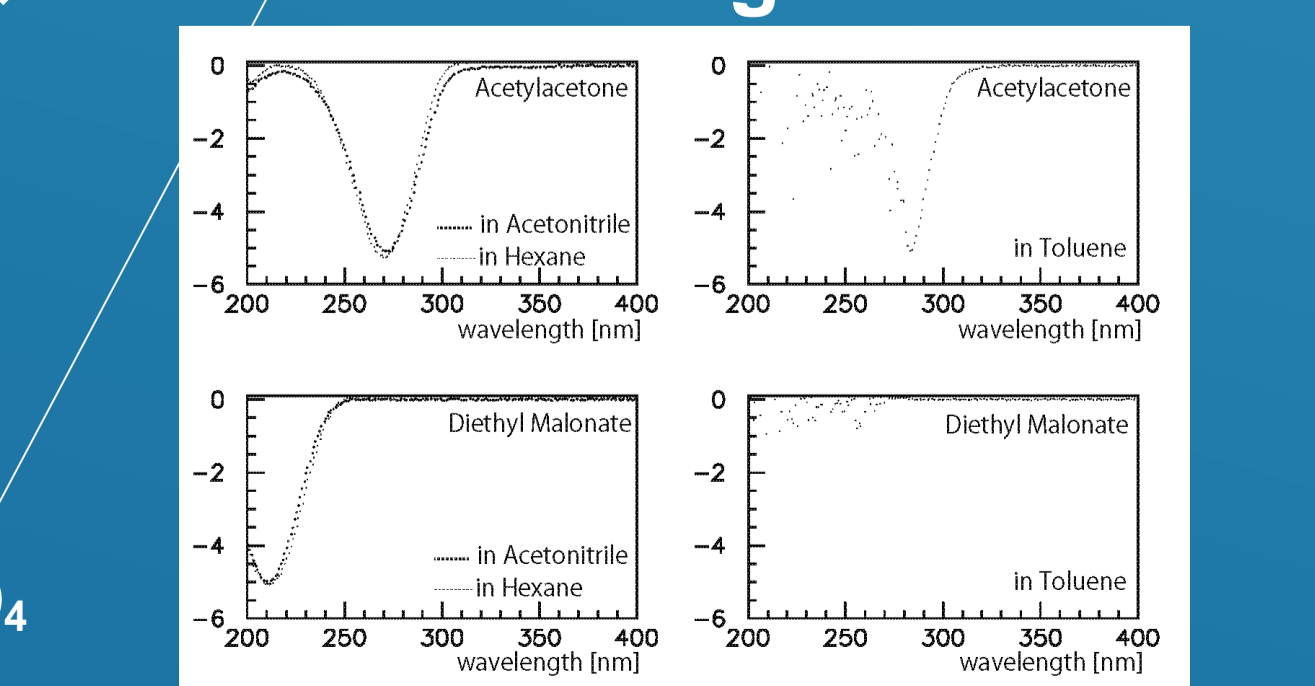 g
0
−2
−4
−6
Acetylacetone
in Acetonitrile
in Hexane
200 250 300 350 400
wavelength [nm]
0
−2
−4
−6
Acetylacetone
in Toluene
200 250 300 350 400
wavelength [nm]
0
−2
−4
−6
Diethyl Malonate
in Acetonitrile
in Hexane
200 250 300 350 400
wavelength [nm]
0
−2
−4
−6
Diethyl Malonate
in Toluene
200 250 300 350 400
wavelength [nm]
4